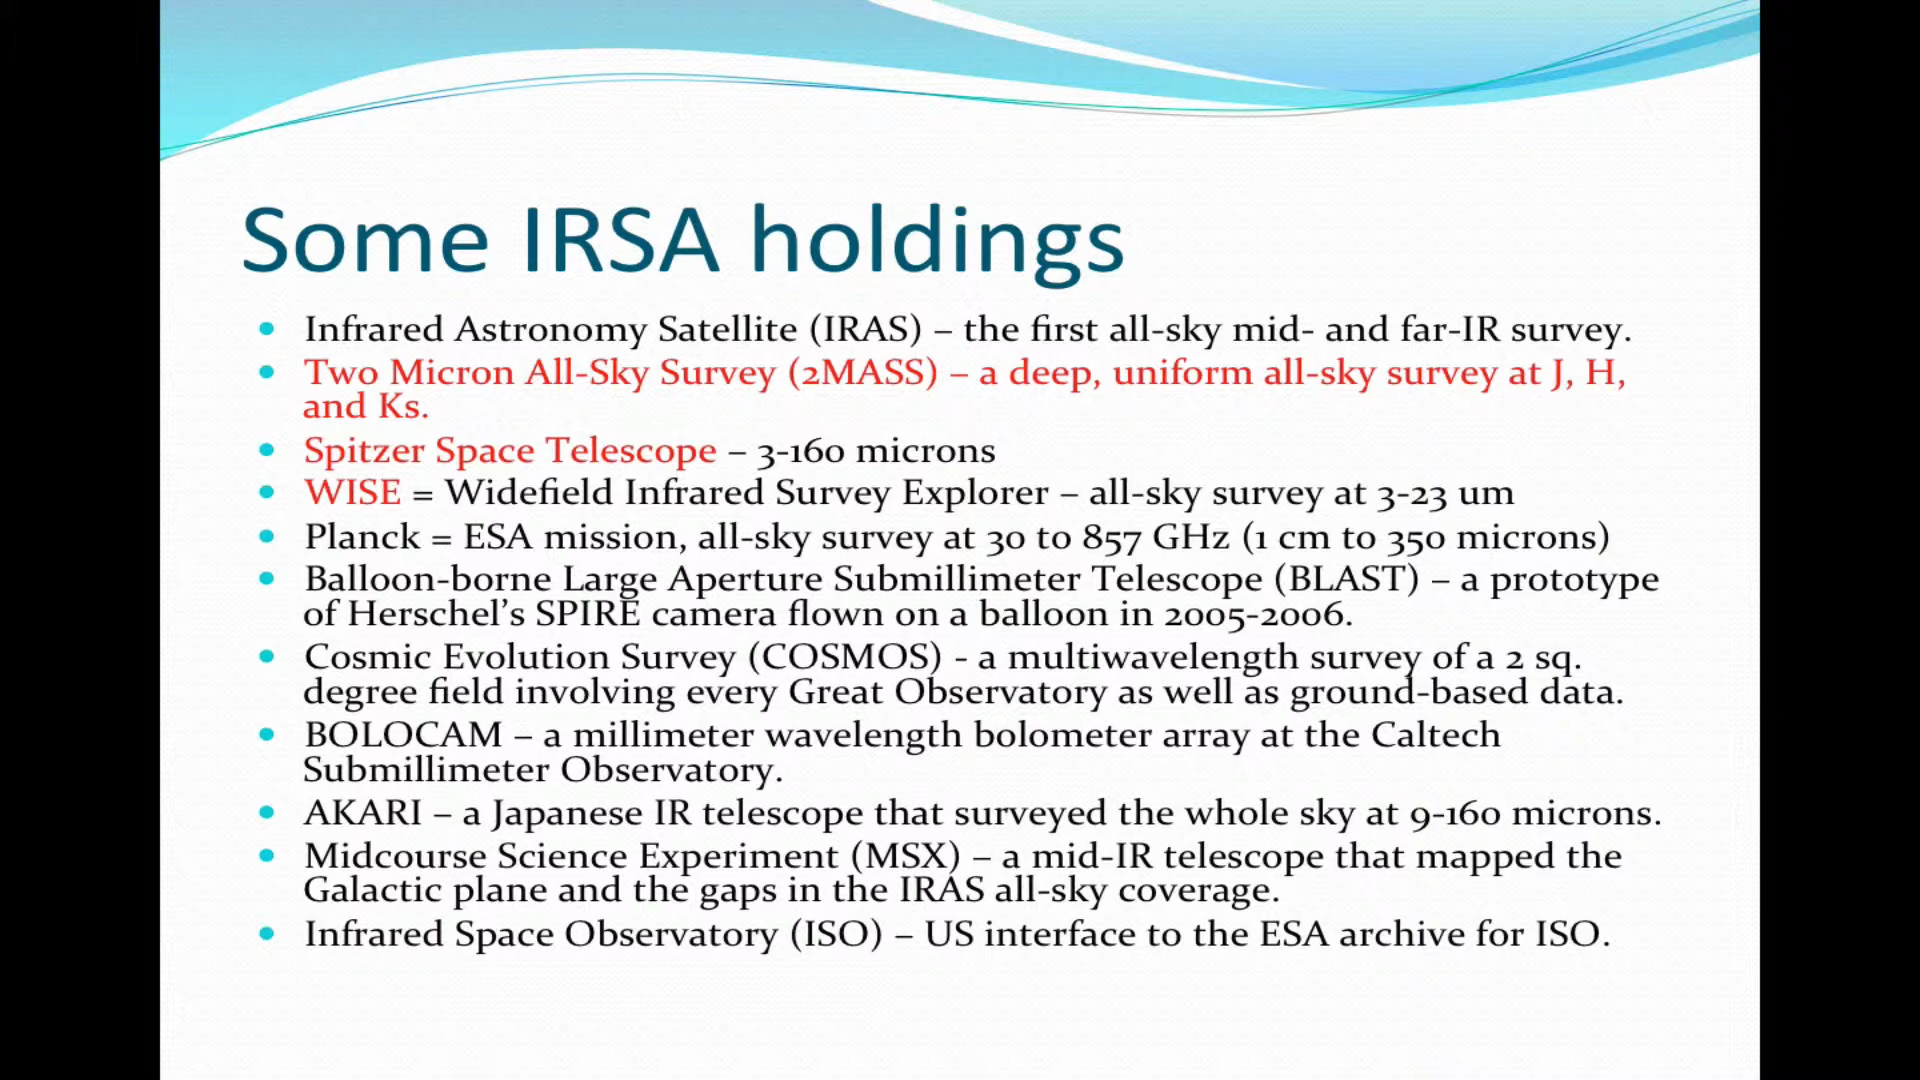 Some IRSA holdings
• Infrared Astronomy Satellite (IRAS) – the first all-sky mid- and far-IR survey.
• Two Micron All-Sky Survey (2MASS) – a deep, uniform all-sky survey at J, H,
and Ks.
• Spitzer Space Telescope – 3-160 microns
• WISE = Widefield Infrared Survey Explorer – all-sky survey at 3-23 um
• Planck = ESA mission, all-sky survey at 30 to 857 GHz (1 cm to 350 microns)
• Balloon-borne Large Aperture Submillimeter Telescope (BLAST) – a prototype
of Herschel’s SPIRE camera flown on a balloon in 2005-2006.
• Cosmic Evolution Survey (COSMOS) - a multiwavelength survey of a 2 sq.
degree field involving every Great Observatory as well as ground-based data.
• BOLOCAM – a millimeter wavelength bolometer array at the Caltech
Submillimeter Observatory.
• AKARI – a Japanese IR telescope that surveyed the whole sky at 9-160 microns.
• Midcourse Science Experiment (MSX) – a mid-IR telescope that mapped the
Galactic plane and the gaps in the IRAS all-sky coverage.
• Infrared Space Observatory (ISO) – US interface to the ESA archive for ISO.